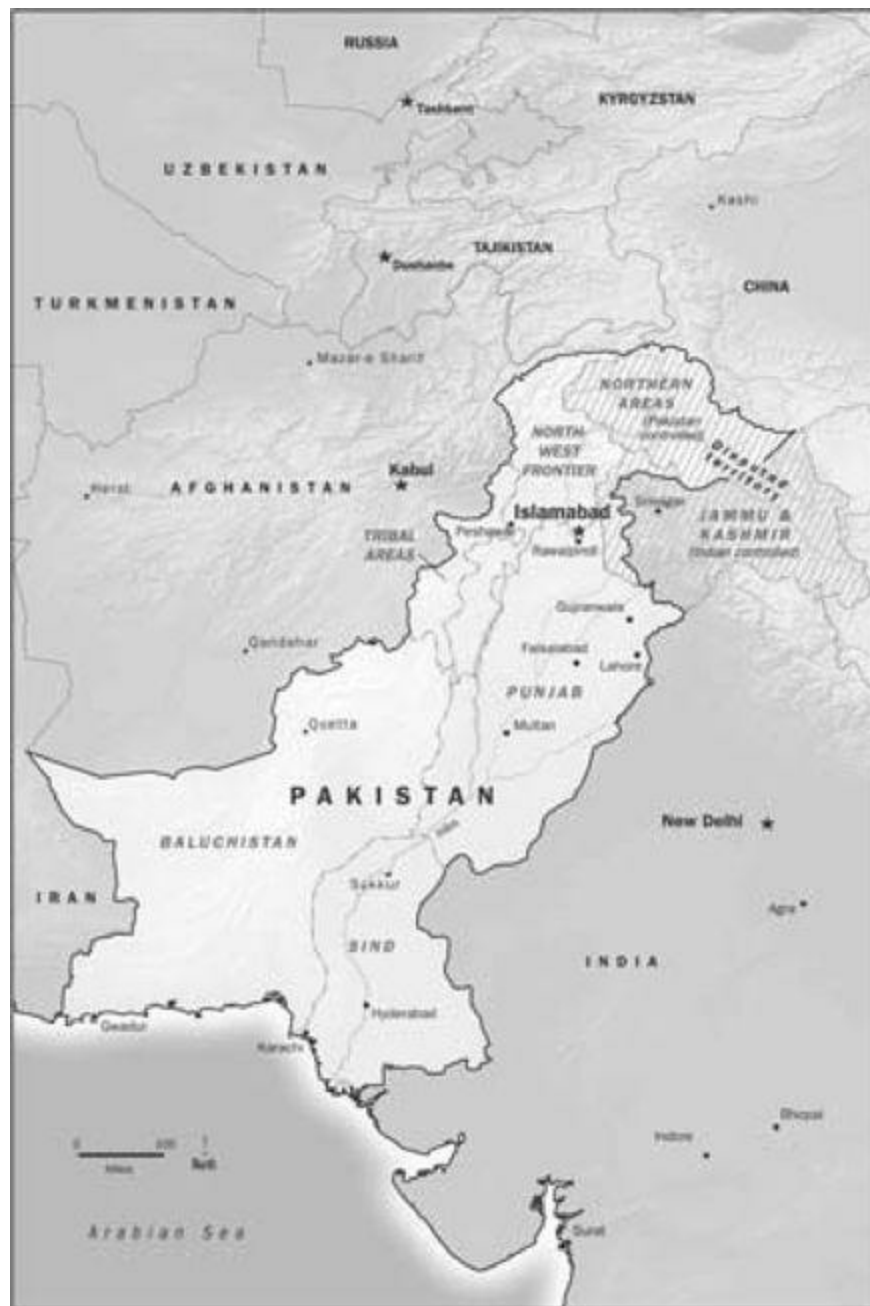 RUSSIA
Tashkent
KYRGYZSTAN
UZBEKISTAN
Kashi
TAJIKISTAN
Dushanbe
CHINA
TURKMENISTAN
Mazar-e Sharif
NORTHERN
AREAS
(Pakistan
controlled)
NORTH-
WEST
FRONTIER
Disputed
Territory
Kabul
Herat
AFGHANISTAN
Srinagar
Islamabad
JAMMU &
KASHMIR
(Indian controlled)
Peshawar
TRIBAL
AREAS
Rawalpindi
Gujranwala
Qandahar
Faisalabad
Lahore
PUNJAB
Quetta
Multan
PAKISTAN
New Delhi
Indus
BALUCHISTAN
Sukkur
IRAN
Agra
SIND
INDIA
Hyderabad
Gwadar
Karachi
Bhopal
Indore
0
Miles
Arabian Sea
Surat